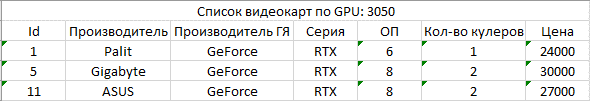 Список видеокарт по GPU: 3050
Id Производитель Производитель ГЯ Серия ОП Кол-во кулеров Цена
1 Palit GeForce RTX 6 1 24000
5 Gigabyte GeForce RTX 8 2 30000
11 ASUS GeForce RTX 8 2 27000